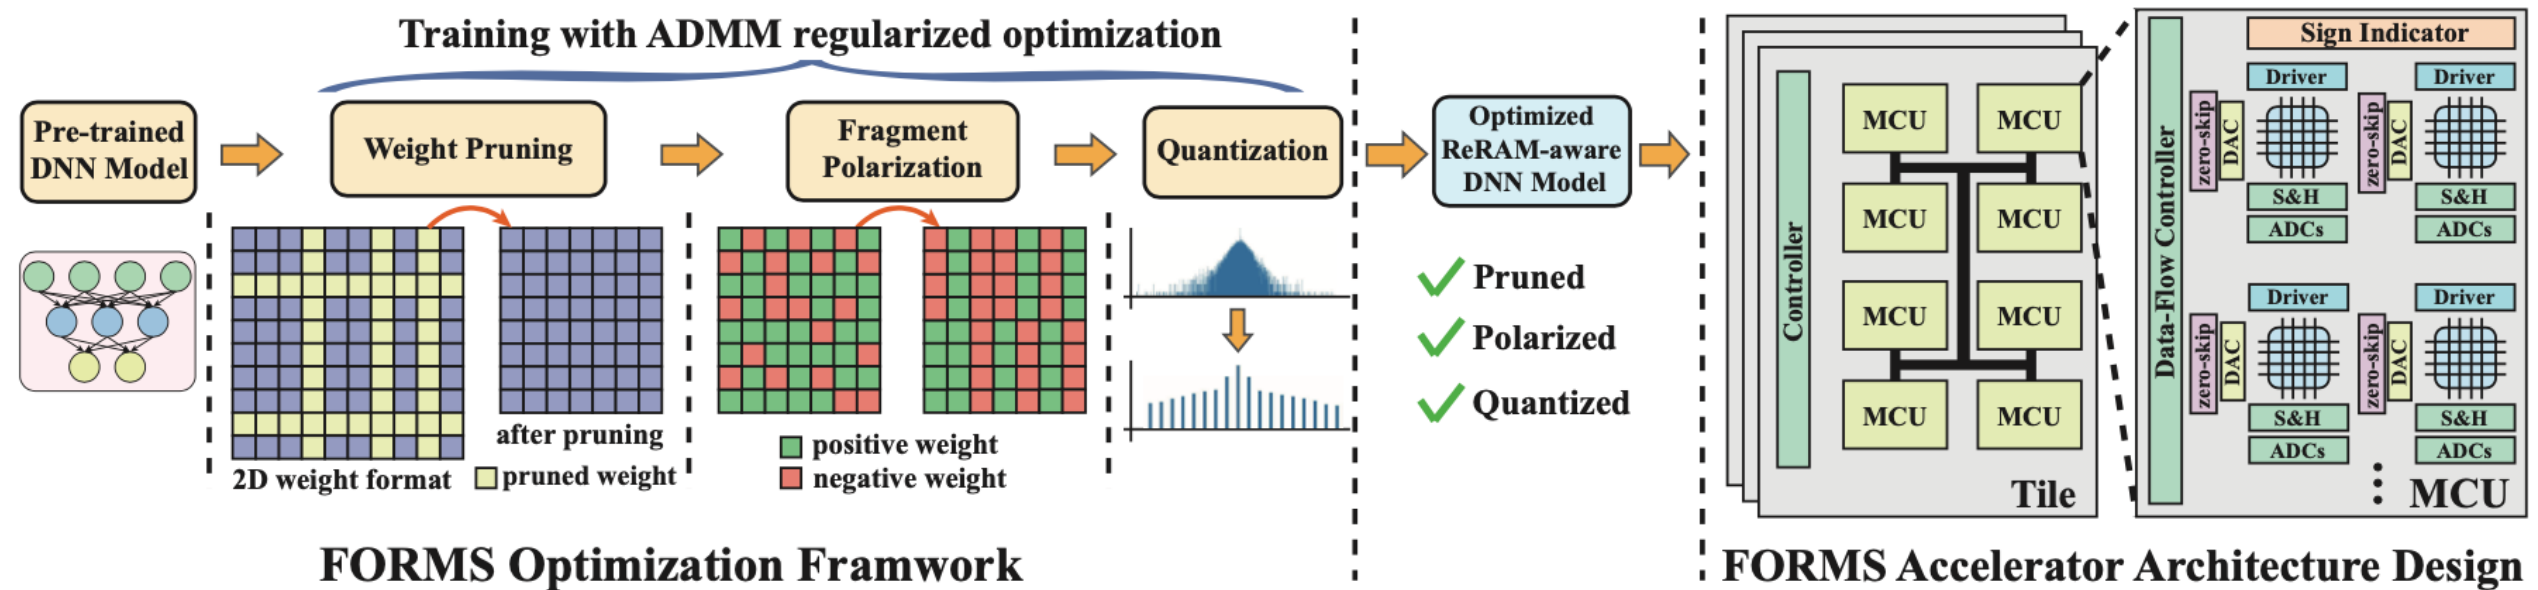 Training with ADMM regularized optimization
Pre-trained
DNN Model
Weight Pruning
Fragment
Polarization
Quantization
Optimized
ReRAM-aware
DNN Model
2D weight format
after pruning
pruned weight
positive weight
negative weight
Pruned
Polarized
Quantized
Controller
MCU
MCU
MCU
MCU
MCU
MCU
MCU
MCU
Tile
Data-Flow Controller
Sign Indicator
zero-skip
DAC
Driver
S&H
ADCs
zero-skip
DAC
Driver
S&H
ADCs
zero-skip
DAC
Driver
S&H
ADCs
zero-skip
DAC
Driver
S&H
ADCs
MCU
FORMS Optimization Framwork
FORMS Accelerator Architecture Design